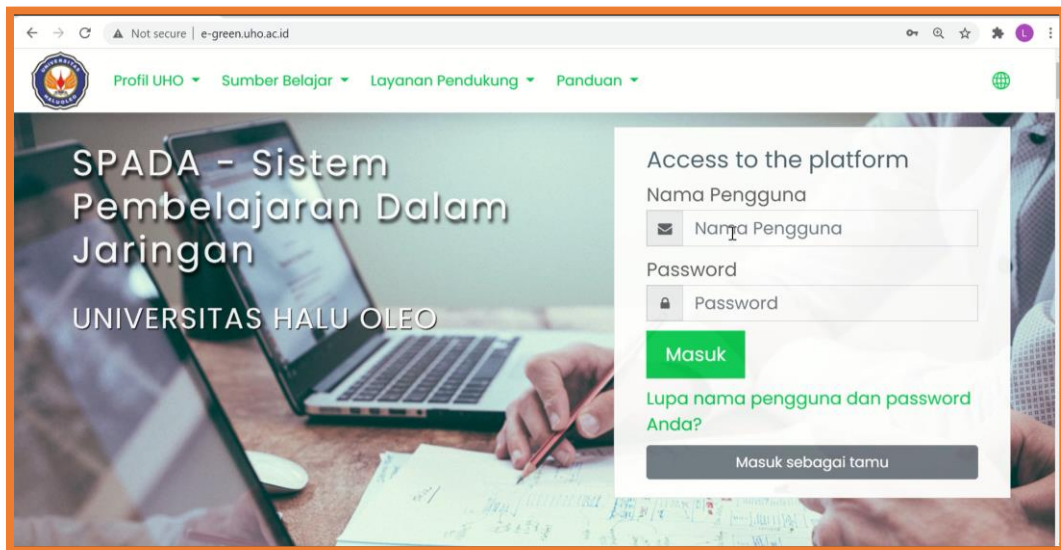 Not secure | e-green.uho.ac.id
L
Profil UHO Sumber Belajar Layanan Pendukung Panduan
SPADA - Sistem
Pembelajaran Dalam
Jaringan
UNIVERSITAS HALU OLEO
Access to the platform
Nama Pengguna
Nama Pengguna
Password
Password
Masuk
Lupa nama pengguna dan password
Anda?
Masuk sebagai tamu